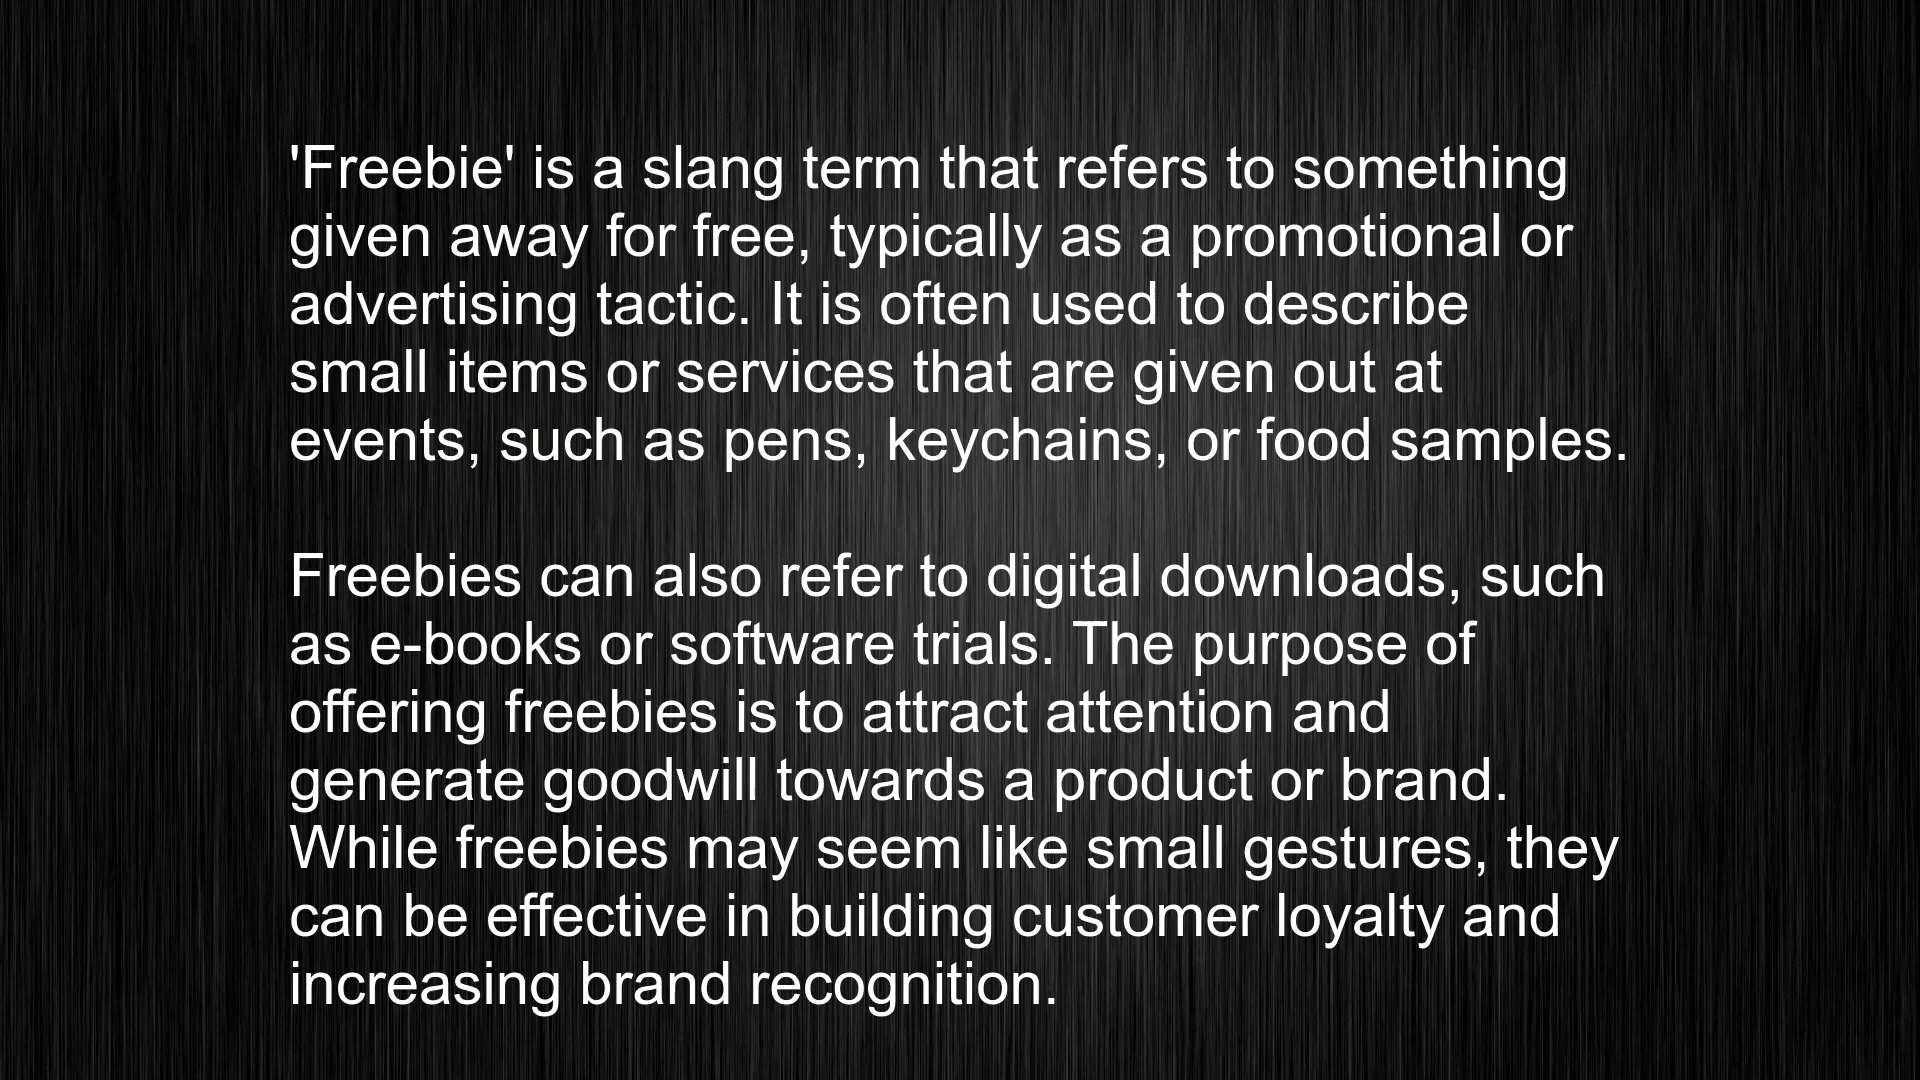 'Freebie' is a slang term that refers to something
given away for free, typically as a promotional or
advertising tactic. It is often used to describe
small items or services that are given out at
events, such as pens, keychains, or food samples.
Freebies can also refer to digital downloads, such
as e-books or software trials. The purpose of
offering freebies is to attract attention and
generate goodwill towards a product or brand.
While freebies may seem like small gestures, they
can be effective in building customer loyalty and
increasing brand recognition.